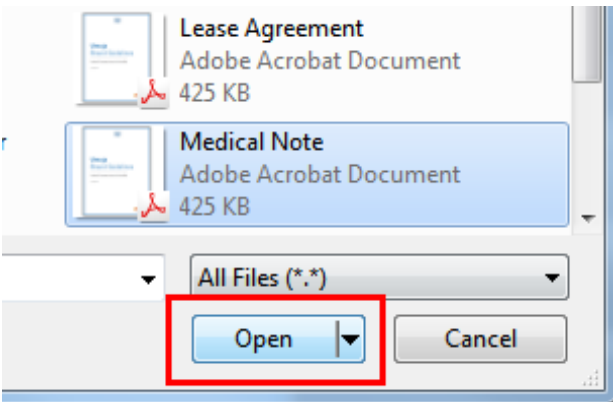 Lease Agreement
Adobe Acrobat Document
425 KB
r
Medical Note
Adobe Acrobat Document
425 KB
All Files (*.*)
Open
Cancel